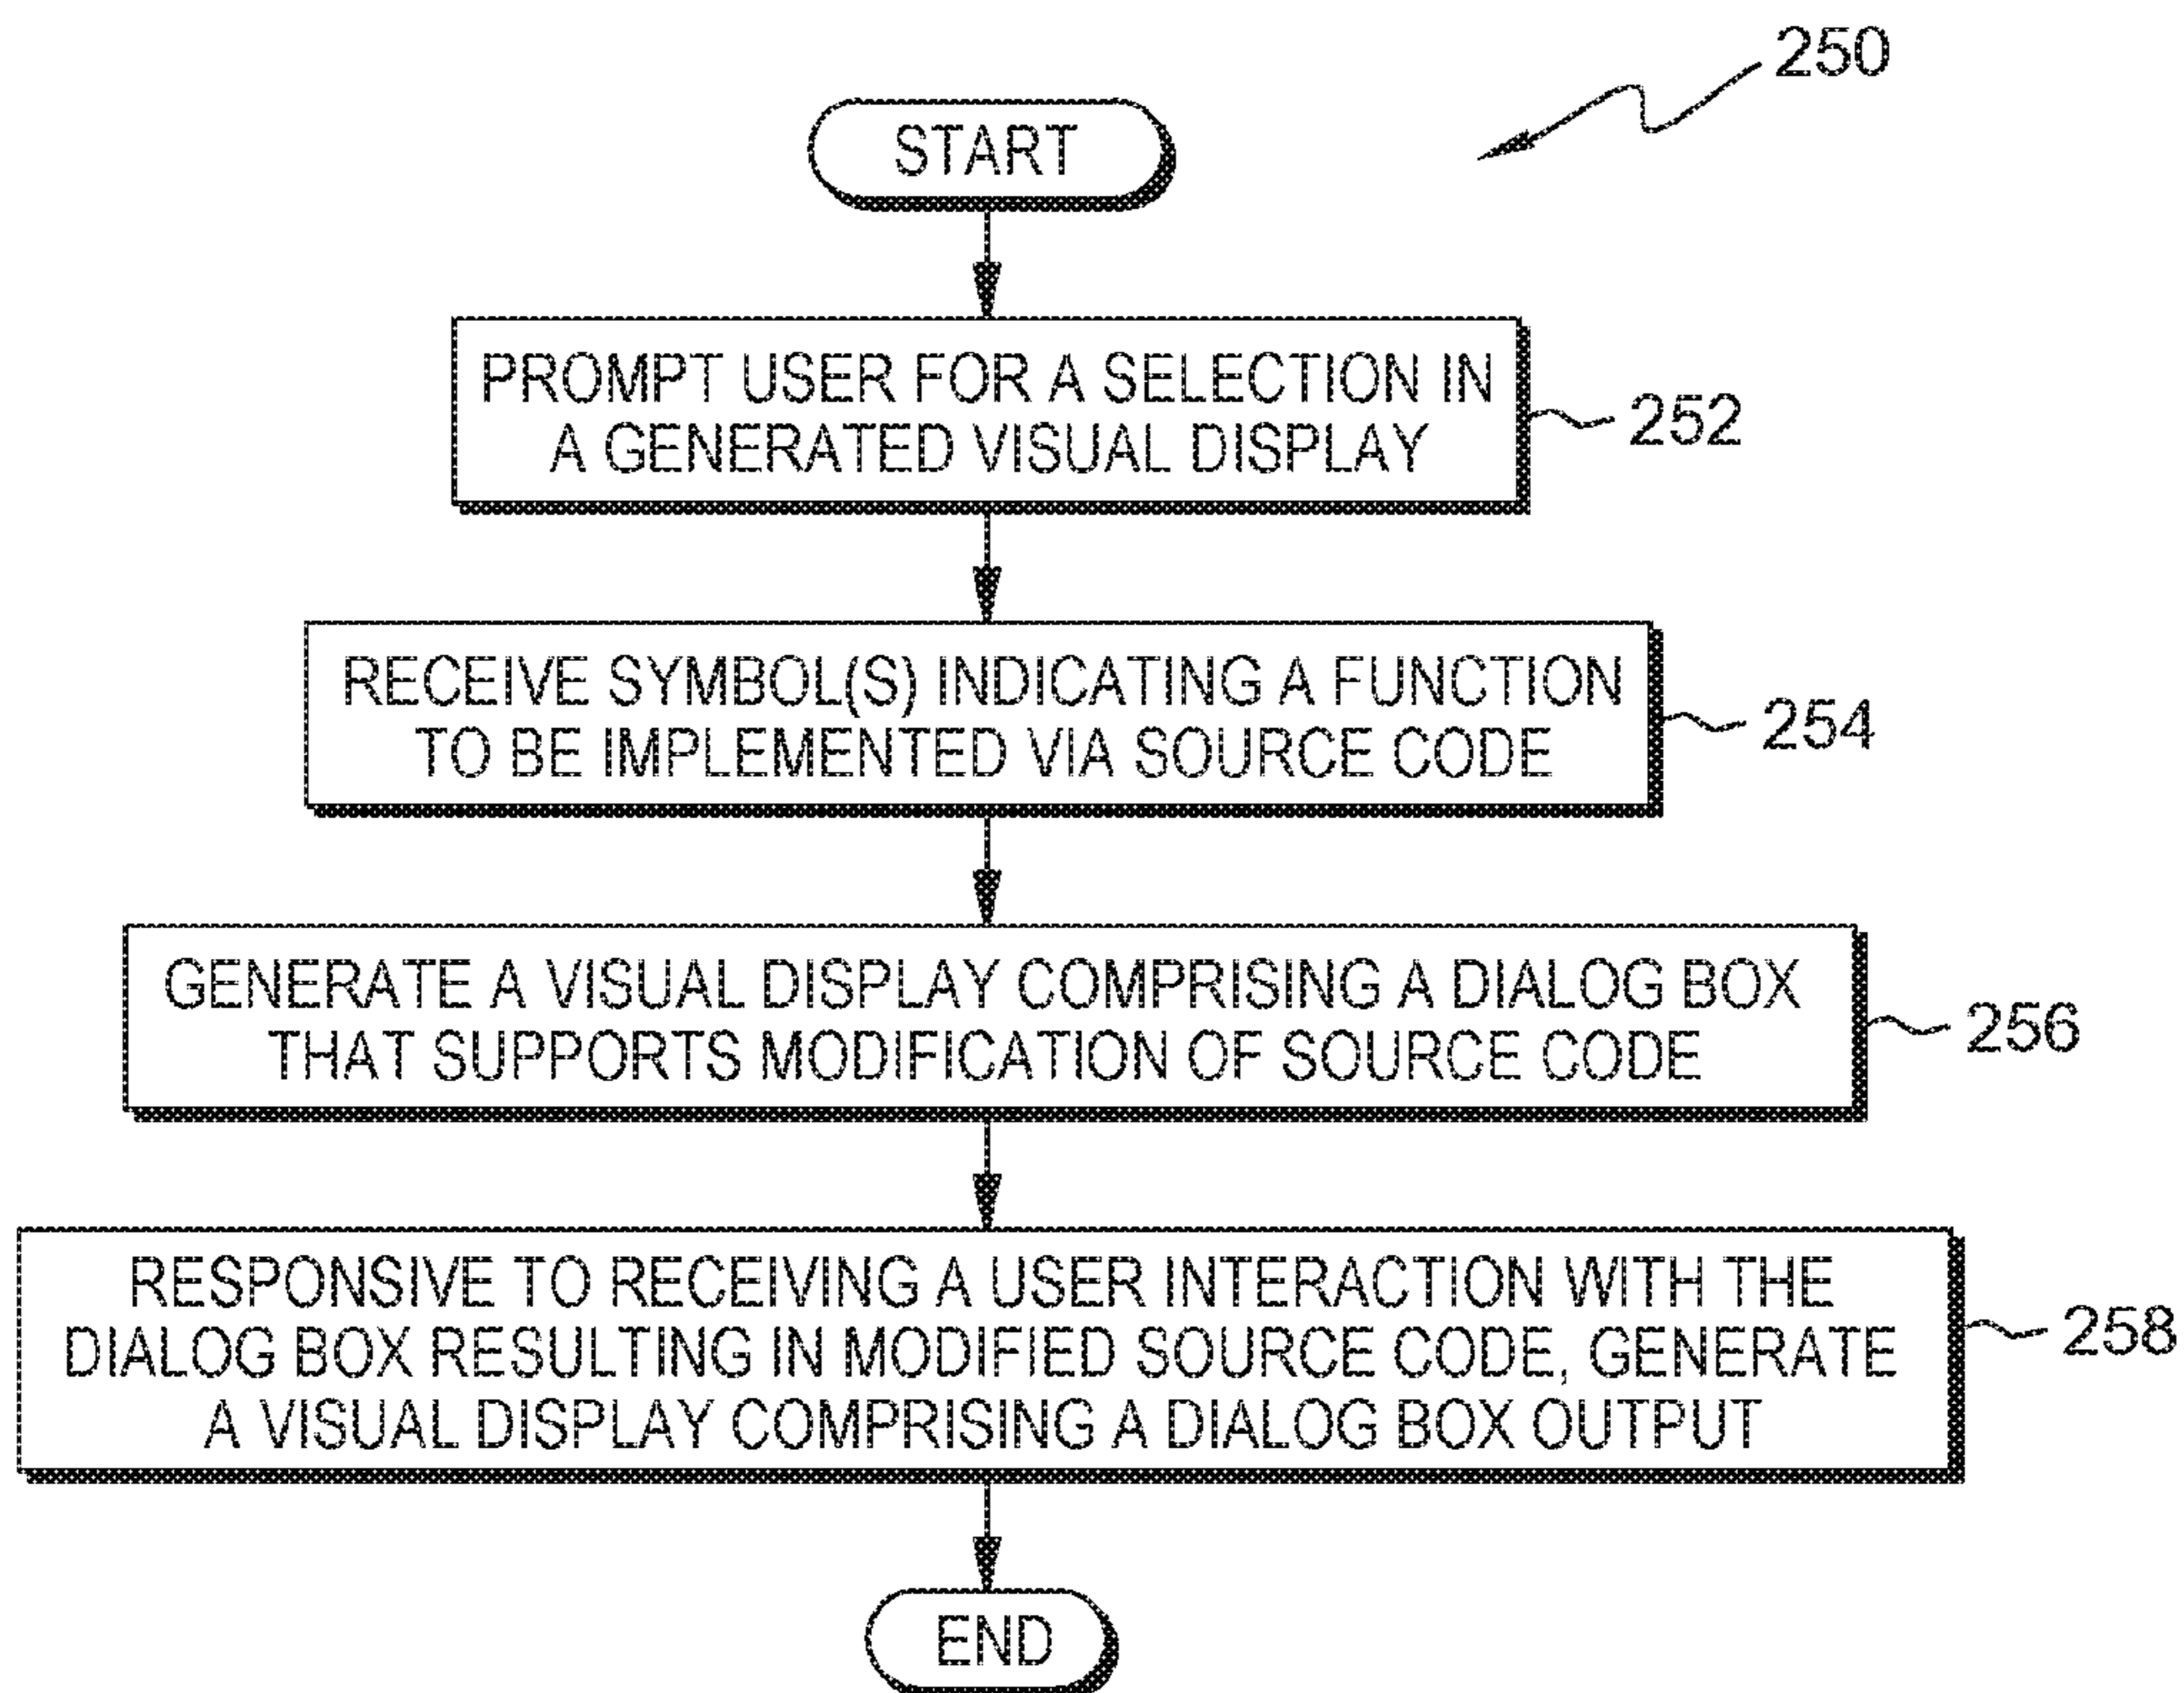 250
START
PROMPT USER FOR A SELECTION IN
A GENERATED VISUAL DISPLAY
252
RECEIVE SYMBOL(S) INDICATING A FUNCTION
TO BE IMPLEMENTED VIA SOURCE CODE
254
GENERATE A VISUAL DISPLAY COMPRISING A DIALOG BOX
THAT SUPPORTS MODIFICATION OF SOURCE CODE
256
RESPONSIVE TO RECEIVING A USER INTERACTION WITH THE
DIALOG BOX RESULTING IN MODIFIED SOURCE CODE, GENERATE
A VISUAL DISPLAY COMPRISING A DIALOG BOX OUTPUT
258
END